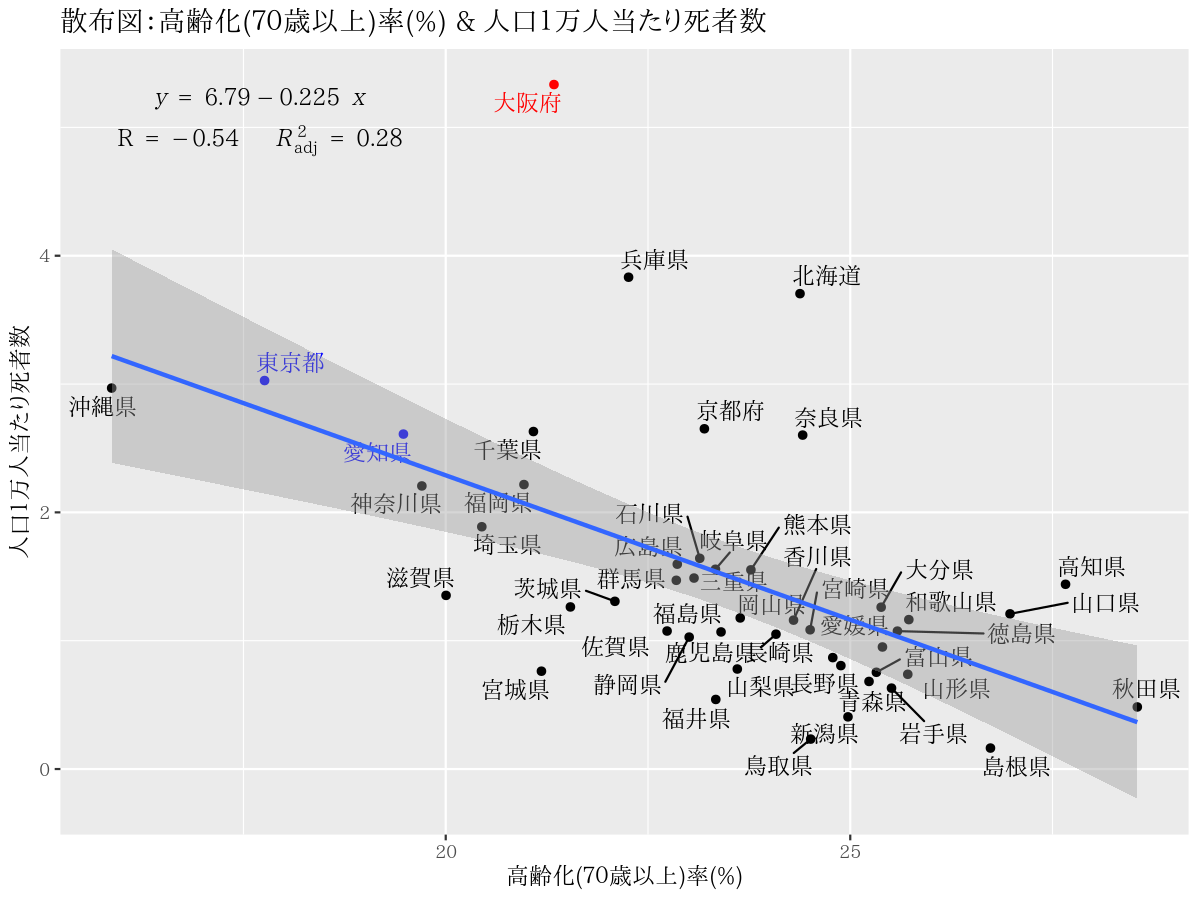 散布図：高齢化(70歳以上)率(%) & 人口1万人当たり死者数
y = 6.79 − 0.225 x
R = −0.54 R²adj = 0.28
大阪府
兵庫県
北海道
東京都
沖縄県
京都府
奈良県
愛知県
千葉県
神奈川県
福岡県
石川県
熊本県
埼玉県
広島県
岐阜県
香川県
滋賀県
茨城県
群馬県
三重県
宮崎県
大分県
高知県
栃木県
福島県
岡山県
愛媛県
和歌山県
山口県
徳島県
佐賀県
鹿児島県
長崎県
富山県
宮城県
静岡県
山梨県
長野県
山形県
秋田県
福井県
青森県
新潟県
岩手県
鳥取県
島根県
人口1万人当たり死者数
4
2
0
20
25
高齢化(70歳以上)率(%)